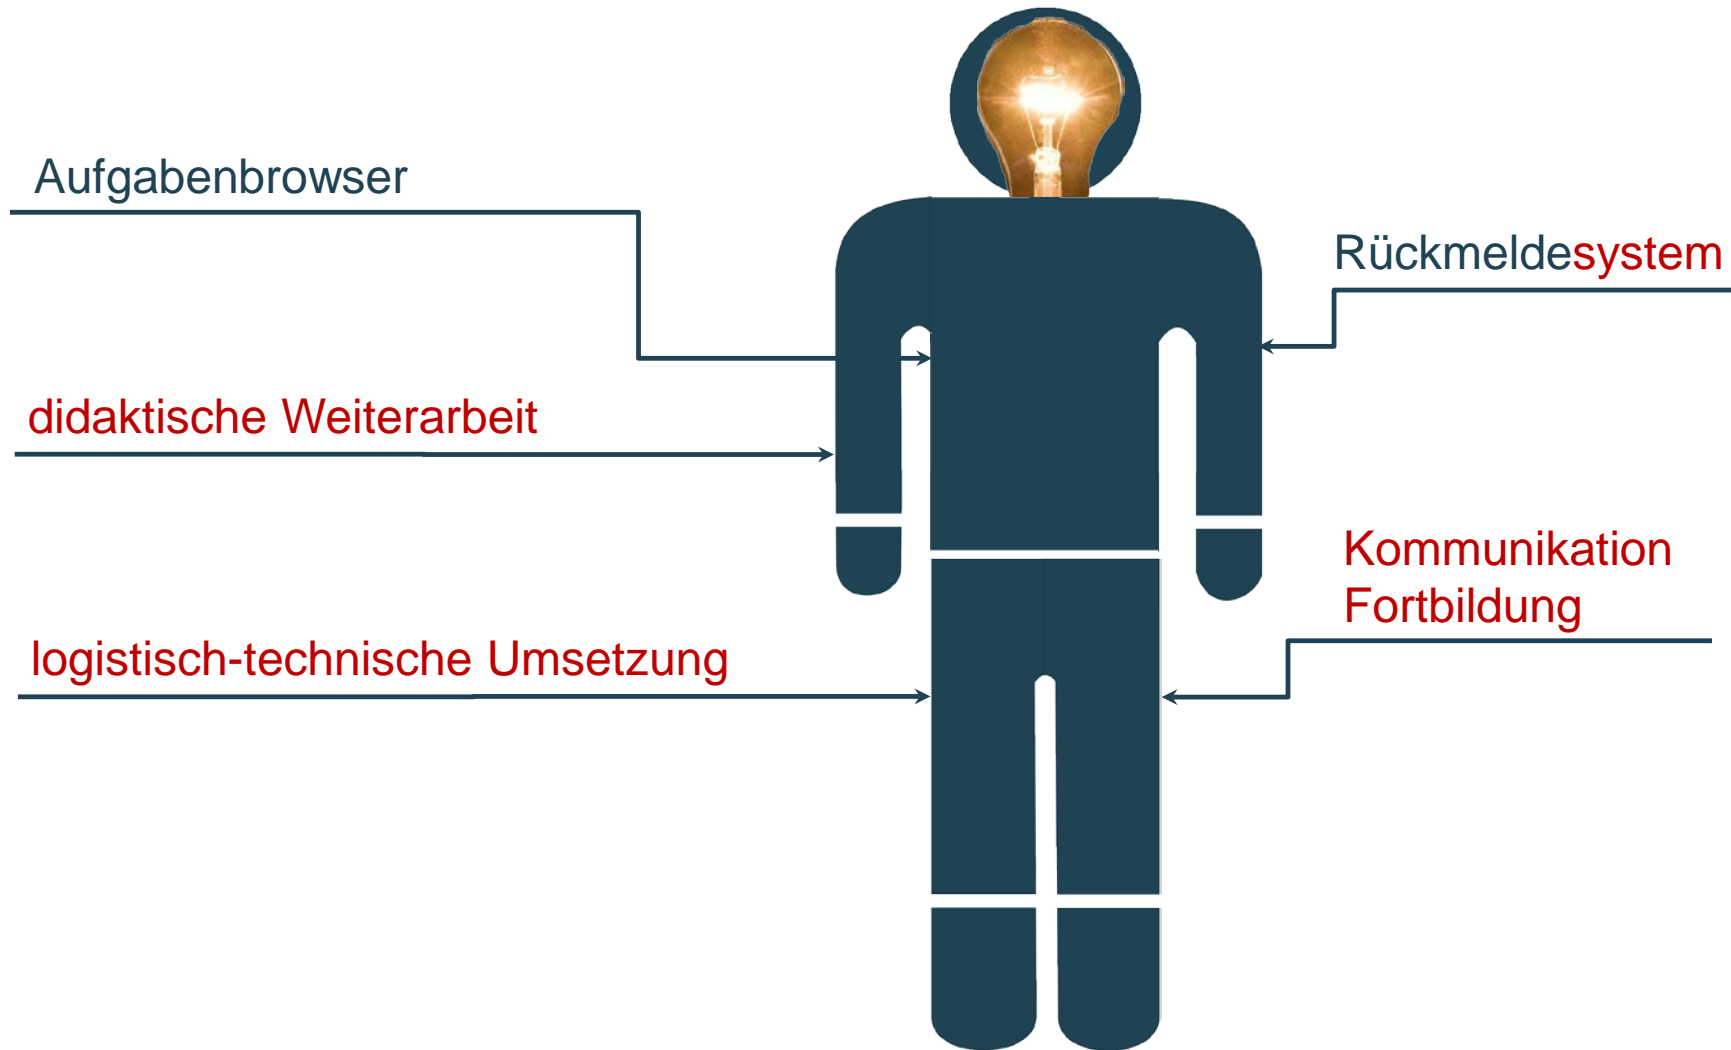 Aufgabenbrowser
Rückmeldesystem
didaktische Weiterarbeit
Kommunikation
Fortbildung
logistisch-technische Umsetzung